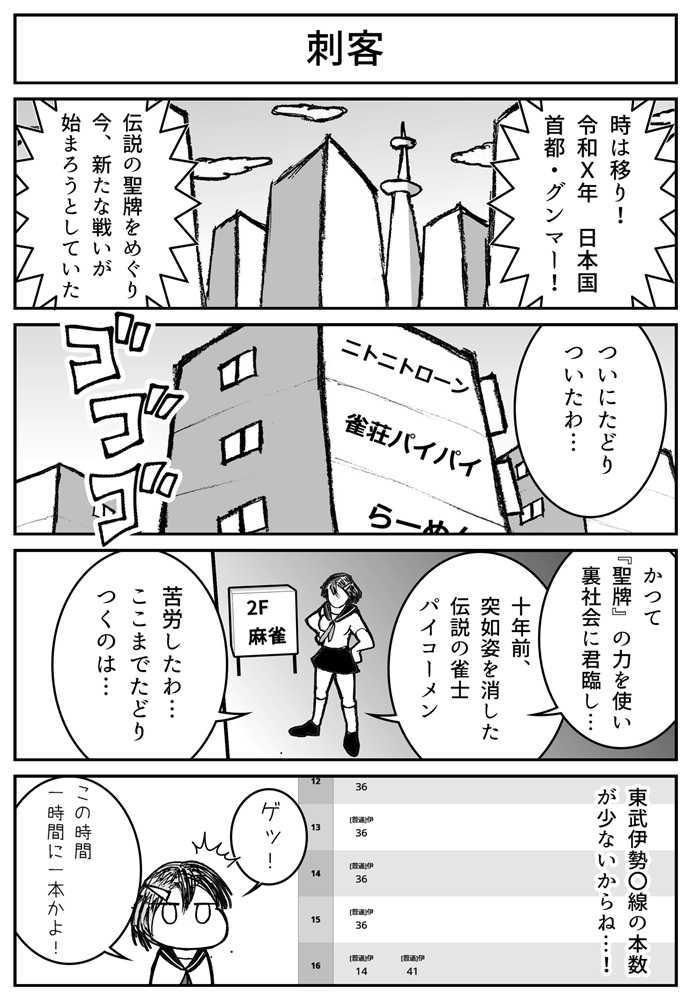 刺客
時は移り！
令和Ｘ年　日本国
首都・グンマー！
伝説の聖牌をめぐり
今、新たな戦いが
始まろうとしていた
ついにたどり
ついたわ…
ニトニトローン
雀荘パイパイ
らーめん
ゴゴゴ
かつて
『聖牌』の力を使い
裏社会に君臨し…
十年前、
突如姿を消した
伝説の雀士
パイコーメン
2F
麻雀
苦労したわ…
ここまでたどり
つくのは…
東武伊勢〇線の本数
が少ないからね…！
12
36
13
[普通]伊
36
14
[普通]伊
36
15
[普通]伊
36
16
[普通]伊
14
[普通]伊
41
ゲッ！
この時間
一時間に一本かよ！